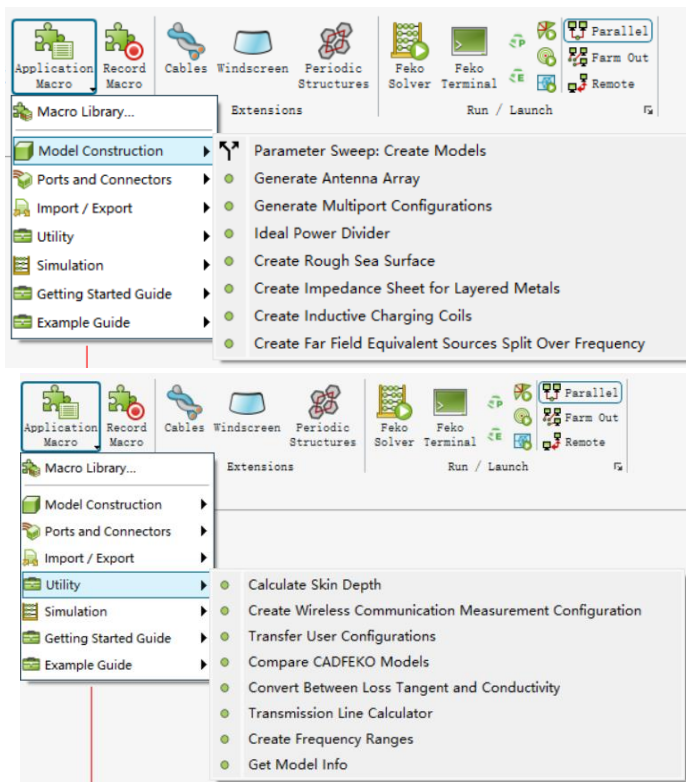 Application Macro
Record Macro
Cables
Windscreen
Periodic Structures
Feko Solver
Feko Terminal
Parallel
Farm Out
Remote
Extensions
Run / Launch
Macro Library...
Model Construction
Ports and Connectors
Import / Export
Utility
Simulation
Getting Started Guide
Example Guide
Parameter Sweep: Create Models
Generate Antenna Array
Generate Multiport Configurations
Ideal Power Divider
Create Rough Sea Surface
Create Impedance Sheet for Layered Metals
Create Inductive Charging Coils
Create Far Field Equivalent Sources Split Over Frequency
Application Macro
Record Macro
Cables
Windscreen
Periodic Structures
Feko Solver
Feko Terminal
Parallel
Farm Out
Remote
Extensions
Run / Launch
Macro Library...
Model Construction
Ports and Connectors
Import / Export
Utility
Simulation
Getting Started Guide
Example Guide
Calculate Skin Depth
Create Wireless Communication Measurement Configuration
Transfer User Configurations
Compare CADFEKO Models
Convert Between Loss Tangent and Conductivity
Transmission Line Calculator
Create Frequency Ranges
Get Model Info